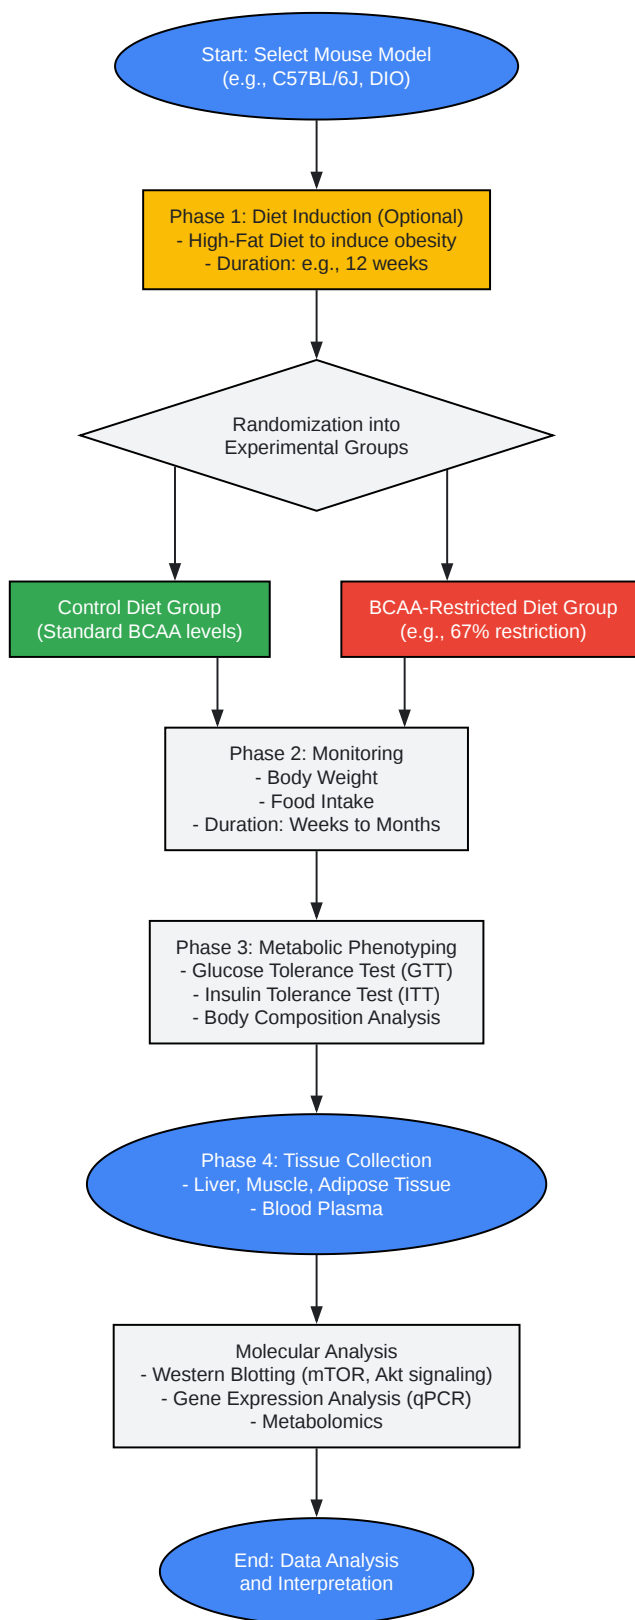 Start: Select Mouse Model
(e.g., C57BL/6J, DIO)
Phase 1: Diet Induction (Optional)
- High-Fat Diet to induce obesity
- Duration: e.g., 12 weeks
Randomization into
Experimental Groups
Control Diet Group
(Standard BCAA levels)
BCAA-Restricted Diet Group
(e.g., 67% restriction)
Phase 2: Monitoring
- Body Weight
- Food Intake
- Duration: Weeks to Months
Phase 3: Metabolic Phenotyping
- Glucose Tolerance Test (GTT)
- Insulin Tolerance Test (ITT)
- Body Composition Analysis
Phase 4: Tissue Collection
- Liver, Muscle, Adipose Tissue
- Blood Plasma
Molecular Analysis
- Western Blotting (mTOR, Akt signaling)
- Gene Expression Analysis (qPCR)
- Metabolomics
End: Data Analysis
and Interpretation